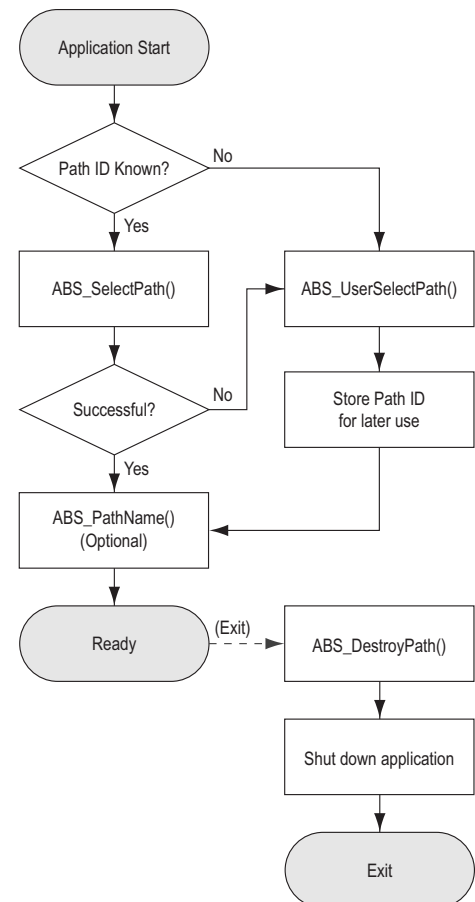 Application Start
Path ID Known?
No
Yes
ABS_SelectPath()
ABS_UserSelectPath()
Successful?
No
Store Path ID
for later use
Yes
ABS_PathName()
(Optional)
Ready
(Exit)
ABS_DestroyPath()
Shut down application
Exit